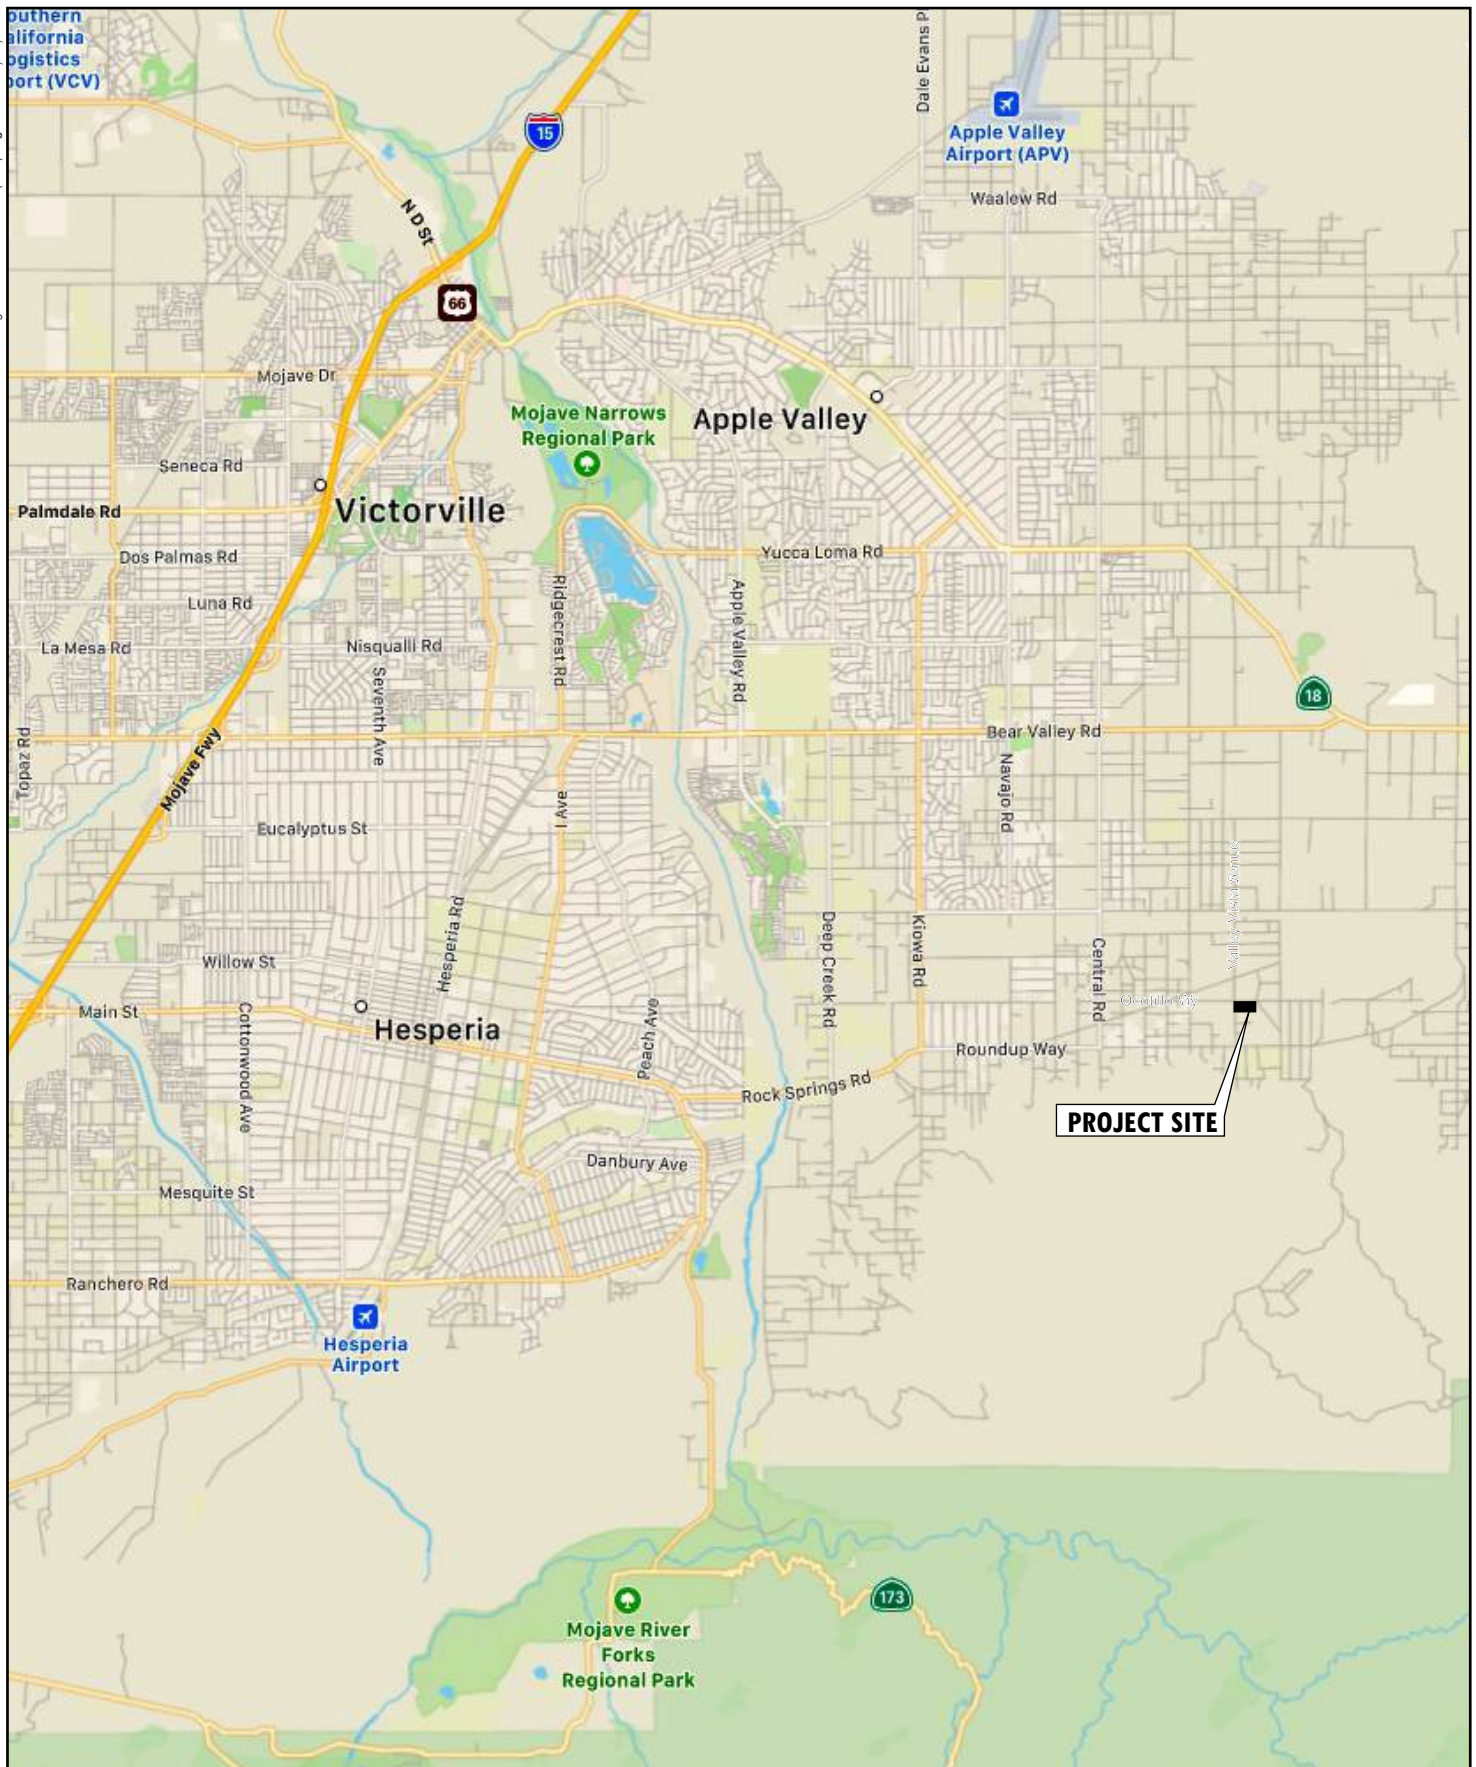 outhern
alifornia
ogistics
port (VCV)
Dale Evans P
15
Apple Valley
Airport (APV)
Waalew Rd
N D St
66
Mojave Dr
Mojave Narrows
Regional Park
Apple Valley
Seneca Rd
Victorville
Palmdale Rd
Dos Palmas Rd
Yucca Loma Rd
Luna Rd
Ridgecrest Rd
Apple Valley Rd
La Mesa Rd
Nisqualli Rd
Seventh Ave
18
Topaz Rd
Mojave Fwy
Bear Valley Rd
Navajo Rd
I Ave
Eucalyptus St
Valley Vista Avenue
Hesperia Rd
Deep Creek Rd
Kiowa Rd
Central Rd
Willow St
Main St
Cottonwood Ave
Hesperia
Peach Ave
Ocotillo Way
Roundup Way
Rock Springs Rd
PROJECT SITE
Danbury Ave
Mesquite St
Ranchero Rd
Hesperia
Airport
173
Mojave River
Forks
Regional Park